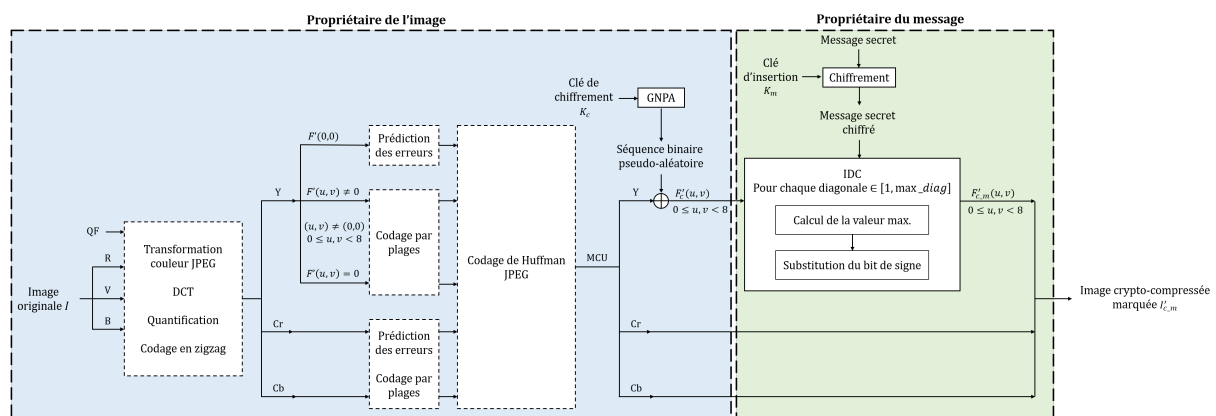 Propriétaire de l'image
Propriétaire du message
Message secret
Clé
d'insertion
K_m
Chiffrement
Message secret
chiffré
Clé de
chiffrement
K_c
GNPA
Séquence binaire
pseudo-aléatoire
F'(0,0)
Prédiction
des erreurs
Y
F'(u, v) ≠ 0
(u, v) ≠ (0,0)
0 ≤ u, v < 8
F'(u, v) = 0
Codage par
plages
Codage de Huffman
JPEG
MCU
Y
F'_c(u, v)
0 ≤ u, v < 8
IDC
Pour chaque diagonale ∈ [1, max _diag]
Calcul de la valeur max.
Substitution du bit de signe
F'_{c_m}(u, v)
0 ≤ u, v < 8
QF
R
V
B
Image
originale I
Transformation
couleur JPEG
DCT
Quantification
Codage en zigzag
Cr
Cb
Prédiction
des erreurs
Codage par
plages
Cr
Cb
Image crypto-compressée
marquée I'_{c_m}